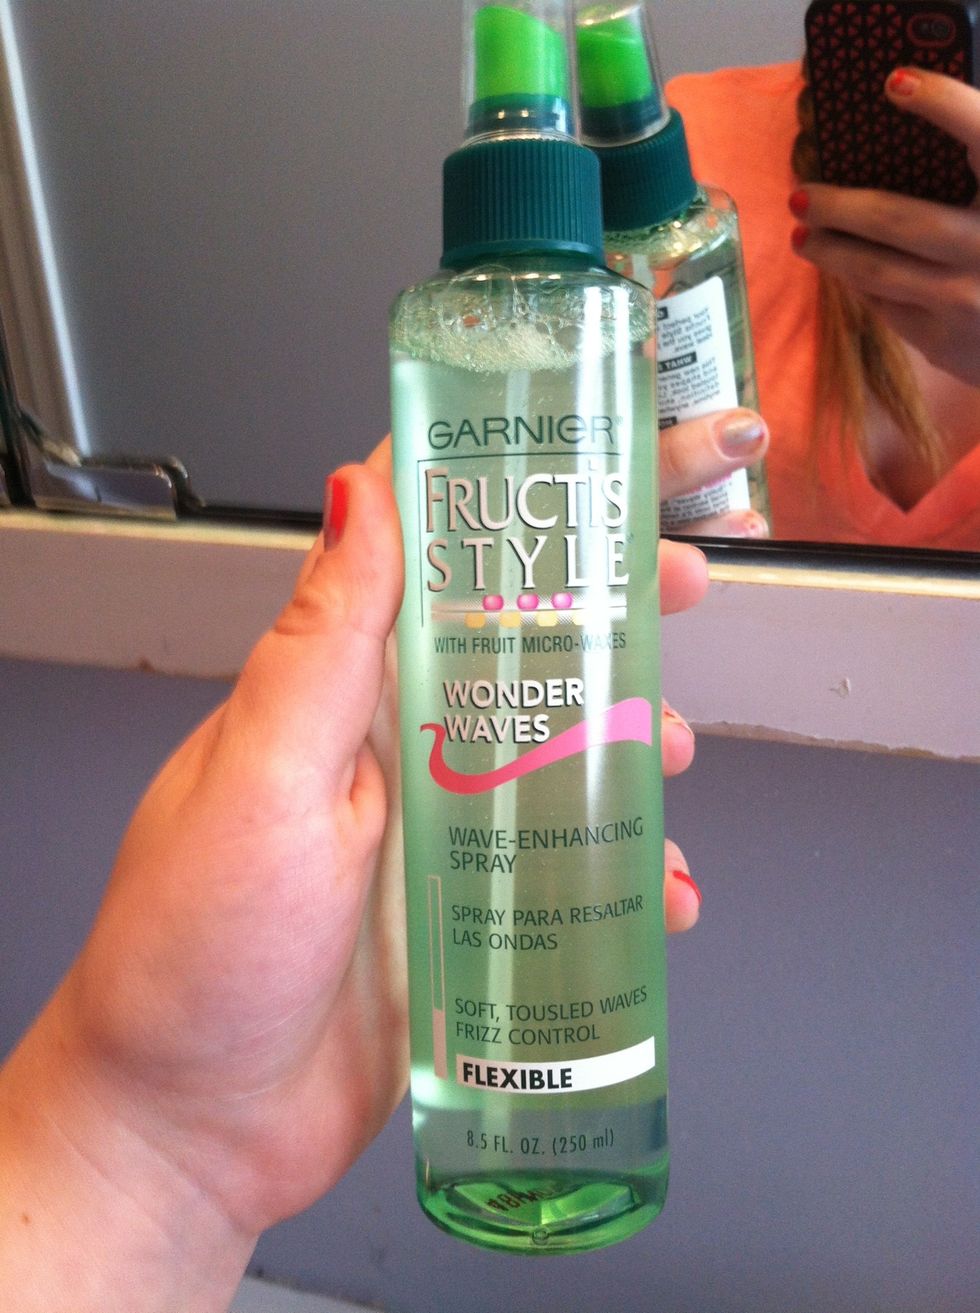 GARNIER
FRUCTIS
STYLE
WITH FRUIT MICRO-WAXES
WONDER
WAVES
WAVE-ENHANCING
SPRAY
SPRAY PARA RESALTAR
LAS ONDAS
SOFT, TOUSLED WAVES
FRIZZ CONTROL
FLEXIBLE
8.5 FL. OZ. (250 ml)